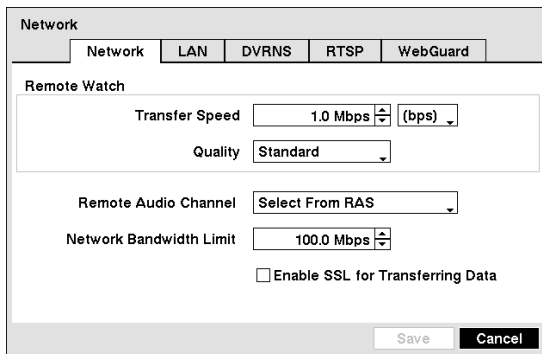 Network
Network LAN DVRNS RTSP WebGuard
Remote Watch
Transfer Speed 1.0 Mbps (bps)
Quality Standard
Remote Audio Channel Select From RAS
Network Bandwidth Limit 100.0 Mbps
Enable SSL for Transferring Data
Save Cancel